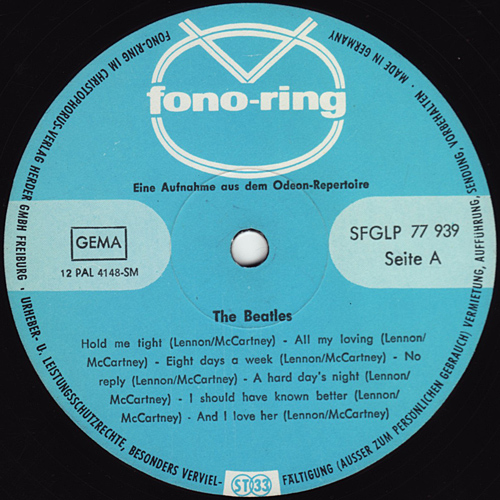 FONO-RING IM CHRISTOPHORUS-VERLAG HERDER GMBH FREIBURG · URHEBER- U. LEISTUNGSSCHUTZRECHTE, BESONDERS VERVIEL-
FÄLTIGUNG (AUSSER ZUM PERSÖNLICHEN GEBRAUCH) VERMIETUNG, AUFFÜHRUNG, SENDUNG, VORBEHALTEN · MADE IN GERMANY
fono-ring
Eine Aufnahme aus dem Odeon-Repertoire
GEMA
12 PAL 4148-SM
SFGLP 77 939
Seite A
The Beatles
Hold me tight (Lennon/McCartney) - All my loving (Lennon/
McCartney) - Eight days a week (Lennon/McCartney) - No
reply (Lennon/McCartney) - A hard day's night (Lennon/
McCartney) - I should have known better (Lennon/
McCartney) - And I love her (Lennon/McCartney)
ST 33